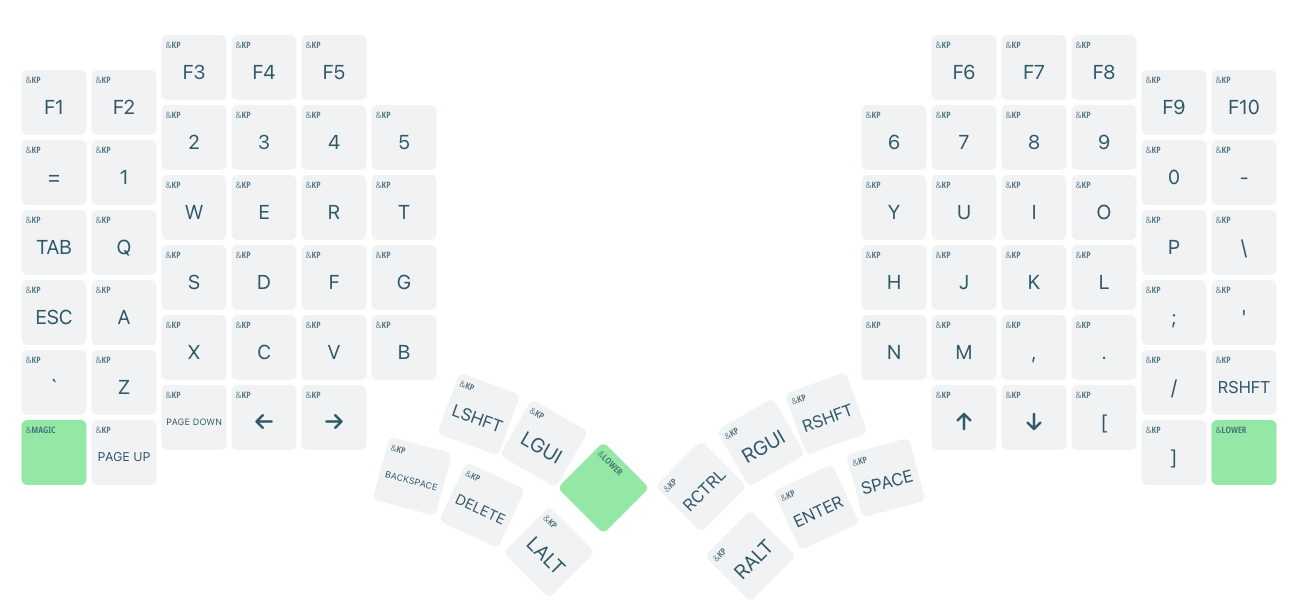 &KP &KP &KP &KP &KP &KP
F3 F4 F5 F6 F7 F8
&KP &KP &KP &KP
F1 F2 F9 F10
&KP &KP &KP &KP &KP &KP &KP &KP
2 3 4 5 6 7 8 9
&KP &KP &KP &KP
= 1 0 -
&KP &KP &KP &KP &KP &KP &KP &KP
W E R T Y U I O
&KP &KP &KP &KP
TAB Q P \
&KP &KP &KP &KP &KP &KP &KP &KP
S D F G H J K L
&KP &KP &KP &KP
ESC A ; '
&KP &KP &KP &KP &KP &KP &KP &KP
X C V B N M , .
&KP &KP &KP &KP
` Z / RSHFT
&KP &KP &KP &KP &KP &KP
PAGE DOWN ← → ↑ ↓ [
&MAGIC &KP &KP &LOWER
PAGE UP ]
&KP &KP &LOWER &KP &KP &KP
LSHFT LGUI RCTRL RGUI RSHFT
&KP &KP &KP &KP &KP &KP
BACKSPACE DELETE LALT RALT ENTER SPACE